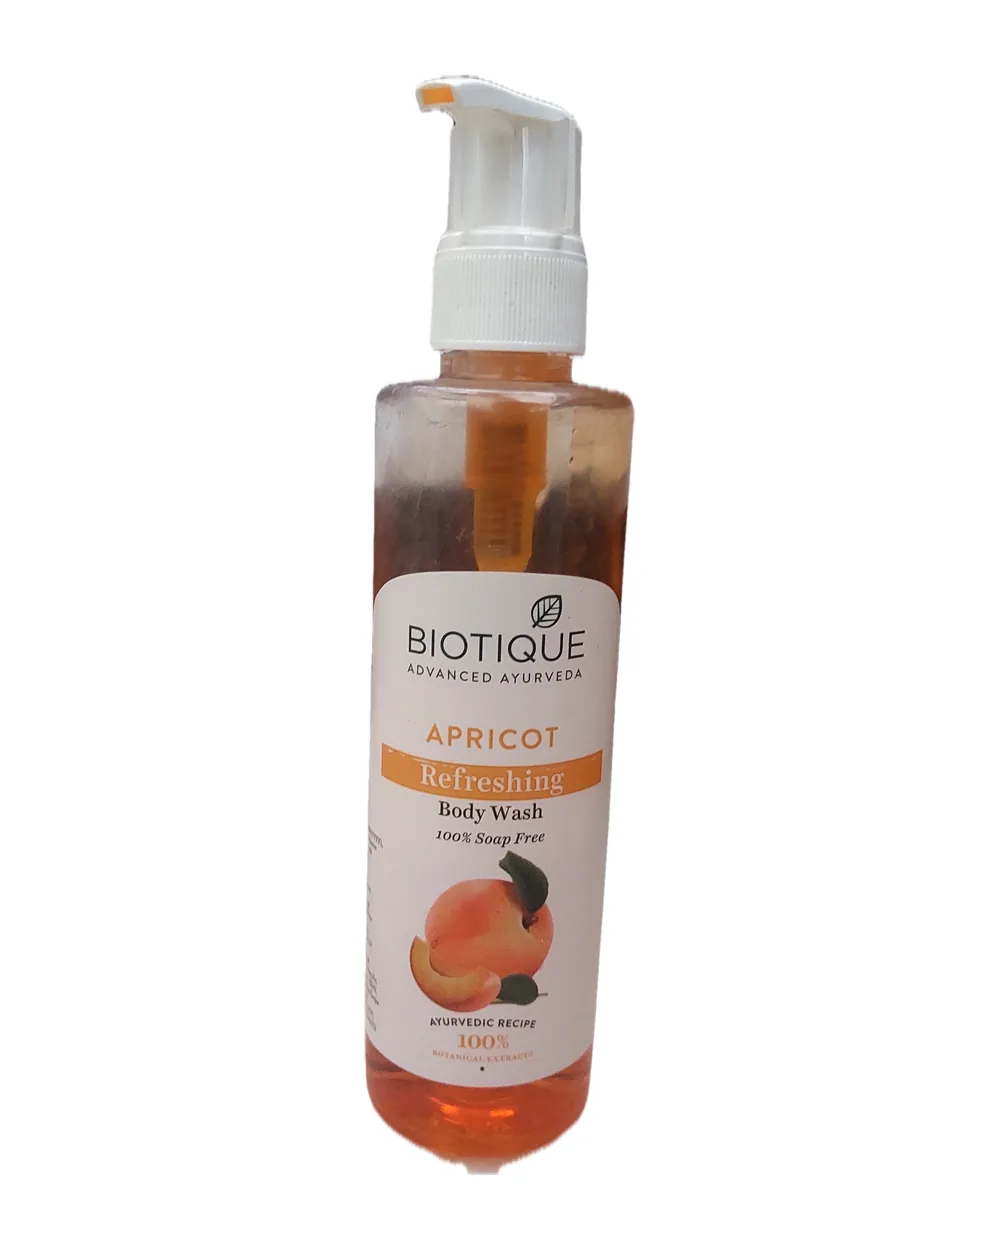 BIOTIQUE
ADVANCED AYURVEDA
APRICOT
Refreshing
Body Wash
100% Soap Free
AYURVEDIC RECIPE
100%
BOTANICAL EXTRACTS